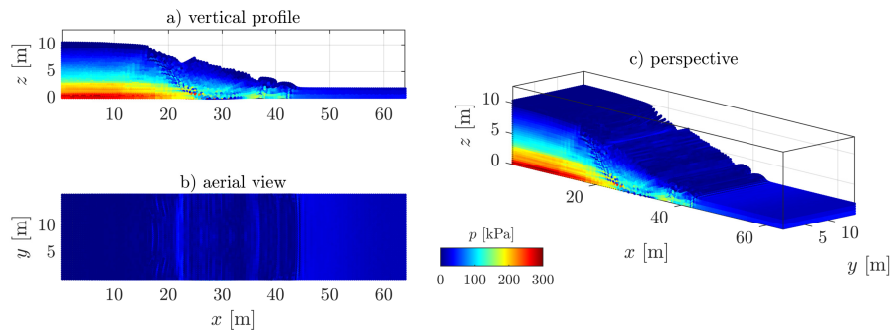 a) vertical profile
10
5
0
z [m]
10 20 30 40 50 60
b) aerial view
10
5
y [m]
10 20 30 40 50 60
x [m]
c) perspective
10
5
0
z [m]
20
40
60
x [m]
5
10
y [m]
p [kPa]
0 100 200 300